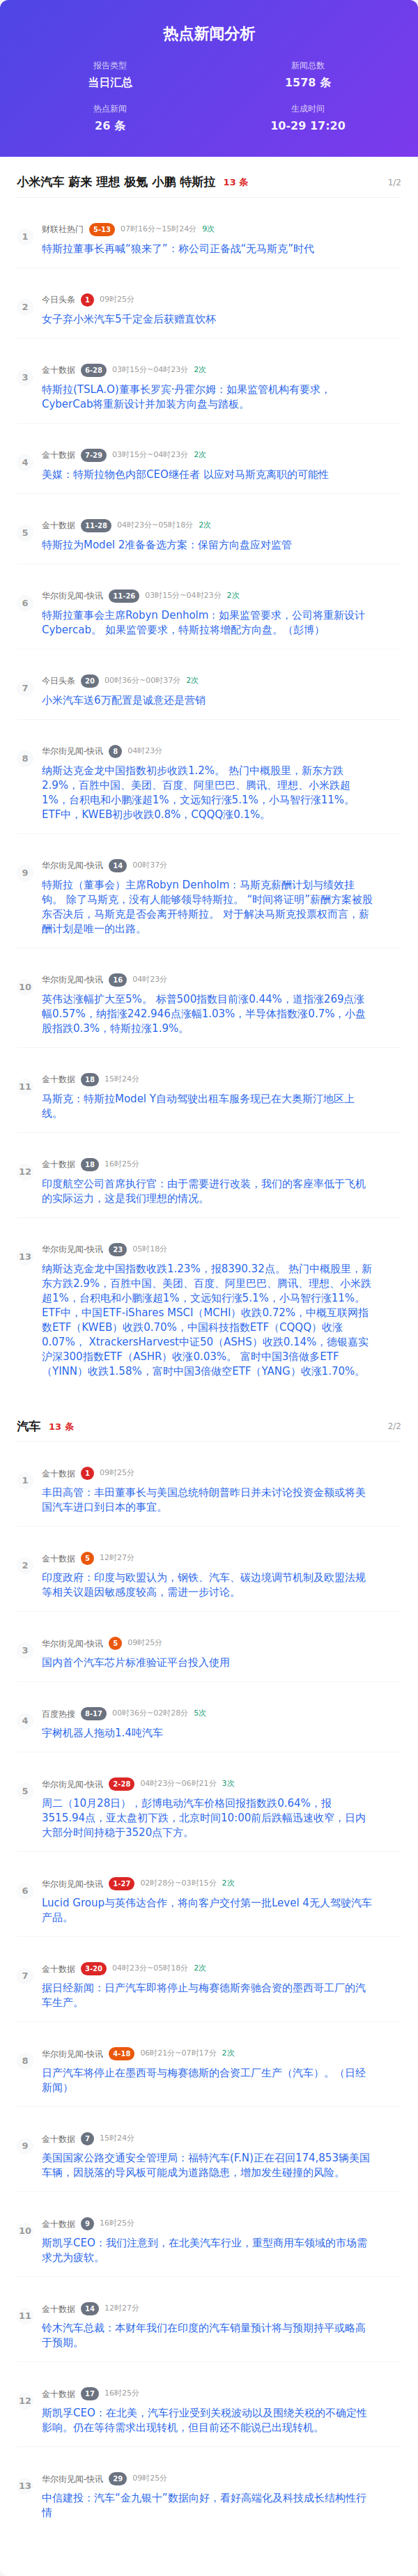 热点新闻分析
报告类型
当日汇总
新闻总数
1578 条
热点新闻
26 条
生成时间
10-29 17:20
小米汽车 蔚来 理想 极氪 小鹏 特斯拉 13 条 1/2
1
财联社热门 5-13 07时16分~15时24分 9次
特斯拉董事长再喊“狼来了”：称公司正备战“无马斯克”时代
2
今日头条 1 09时25分
女子弃小米汽车5千定金后获赠直饮杯
3
金十数据 6-28 03时15分~04时23分 2次
特斯拉(TSLA.O)董事长罗宾·丹霍尔姆：如果监管机构有要求，
CyberCab将重新设计并加装方向盘与踏板。
4
金十数据 7-29 03时15分~04时23分 2次
美媒：特斯拉物色内部CEO继任者 以应对马斯克离职的可能性
5
金十数据 11-28 04时23分~05时18分 2次
特斯拉为Model 2准备备选方案：保留方向盘应对监管
6
华尔街见闻-快讯 11-26 03时15分~04时23分 2次
特斯拉董事会主席Robyn Denholm：如果监管要求，公司将重新设计
Cybercab。 如果监管要求，特斯拉将增配方向盘。（彭博）
7
今日头条 20 00时36分~00时37分 2次
小米汽车送6万配置是诚意还是营销
8
华尔街见闻-快讯 8 04时23分
纳斯达克金龙中国指数初步收跌1.2%。 热门中概股里，新东方跌
2.9%，百胜中国、美团、百度、阿里巴巴、腾讯、理想、小米跌超
1%，台积电和小鹏涨超1%，文远知行涨5.1%，小马智行涨11%。
ETF中，KWEB初步收跌0.8%，CQQQ涨0.1%。
9
华尔街见闻-快讯 14 00时37分
特斯拉（董事会）主席Robyn Denholm：马斯克薪酬计划与绩效挂
钩。 除了马斯克，没有人能够领导特斯拉。 “时间将证明”薪酬方案被股
东否决后，马斯克是否会离开特斯拉。 对于解决马斯克投票权而言，薪
酬计划是唯一的出路。
10
华尔街见闻-快讯 16 04时23分
英伟达涨幅扩大至5%。 标普500指数目前涨0.44%，道指涨269点涨
幅0.57%，纳指涨242.946点涨幅1.03%，半导体指数涨0.7%，小盘
股指跌0.3%，特斯拉涨1.9%。
11
金十数据 18 15时24分
马斯克：特斯拉Model Y自动驾驶出租车服务现已在大奥斯汀地区上
线。
12
金十数据 18 16时25分
印度航空公司首席执行官：由于需要进行改装，我们的客座率低于飞机
的实际运力，这是我们理想的情况。
13
华尔街见闻-快讯 23 05时18分
纳斯达克金龙中国指数收跌1.23%，报8390.32点。 热门中概股里，新
东方跌2.9%，百胜中国、美团、百度、阿里巴巴、腾讯、理想、小米跌
超1%，台积电和小鹏涨超1%，文远知行涨5.1%，小马智行涨11%。
ETF中，中国ETF-iShares MSCI（MCHI）收跌0.72%，中概互联网指
数ETF（KWEB）收跌0.70%，中国科技指数ETF（CQQQ）收涨
0.07%， XtrackersHarvest中证50（ASHS）收跌0.14%，德银嘉实
沪深300指数ETF（ASHR）收涨0.03%。 富时中国3倍做多ETF
（YINN）收跌1.58%，富时中国3倍做空ETF（YANG）收涨1.70%。
汽车 13 条 2/2
1
金十数据 1 09时25分
丰田高管：丰田董事长与美国总统特朗普昨日并未讨论投资金额或将美
国汽车进口到日本的事宜。
2
金十数据 5 12时27分
印度政府：印度与欧盟认为，钢铁、汽车、碳边境调节机制及欧盟法规
等相关议题因敏感度较高，需进一步讨论。
3
华尔街见闻-快讯 5 09时25分
国内首个汽车芯片标准验证平台投入使用
4
百度热搜 8-17 00时36分~02时28分 5次
宇树机器人拖动1.4吨汽车
5
华尔街见闻-快讯 2-28 04时23分~06时21分 3次
周二（10月28日），彭博电动汽车价格回报指数跌0.64%，报
3515.94点，亚太盘初下跌，北京时间10:00前后跌幅迅速收窄，日内
大部分时间持稳于3520点下方。
6
华尔街见闻-快讯 1-27 02时28分~03时15分 2次
Lucid Group与英伟达合作，将向客户交付第一批Level 4无人驾驶汽车
产品。
7
金十数据 3-20 04时23分~05时18分 2次
据日经新闻：日产汽车即将停止与梅赛德斯奔驰合资的墨西哥工厂的汽
车生产。
8
华尔街见闻-快讯 4-18 06时21分~07时17分 2次
日产汽车将停止在墨西哥与梅赛德斯的合资工厂生产（汽车）。（日经
新闻）
9
金十数据 7 15时24分
美国国家公路交通安全管理局：福特汽车(F.N)正在召回174,853辆美国
车辆，因脱落的导风板可能成为道路隐患，增加发生碰撞的风险。
10
金十数据 9 16时25分
斯凯孚CEO：我们注意到，在北美汽车行业，重型商用车领域的市场需
求尤为疲软。
11
金十数据 14 12时27分
铃木汽车总裁：本财年我们在印度的汽车销量预计将与预期持平或略高
于预期。
12
金十数据 17 16时25分
斯凯孚CEO：在北美，汽车行业受到关税波动以及围绕关税的不确定性
影响。仍在等待需求出现转机，但目前还不能说已出现转机。
13
华尔街见闻-快讯 29 09时25分
中信建投：汽车“金九银十”数据向好，看好高端化及科技成长结构性行
情